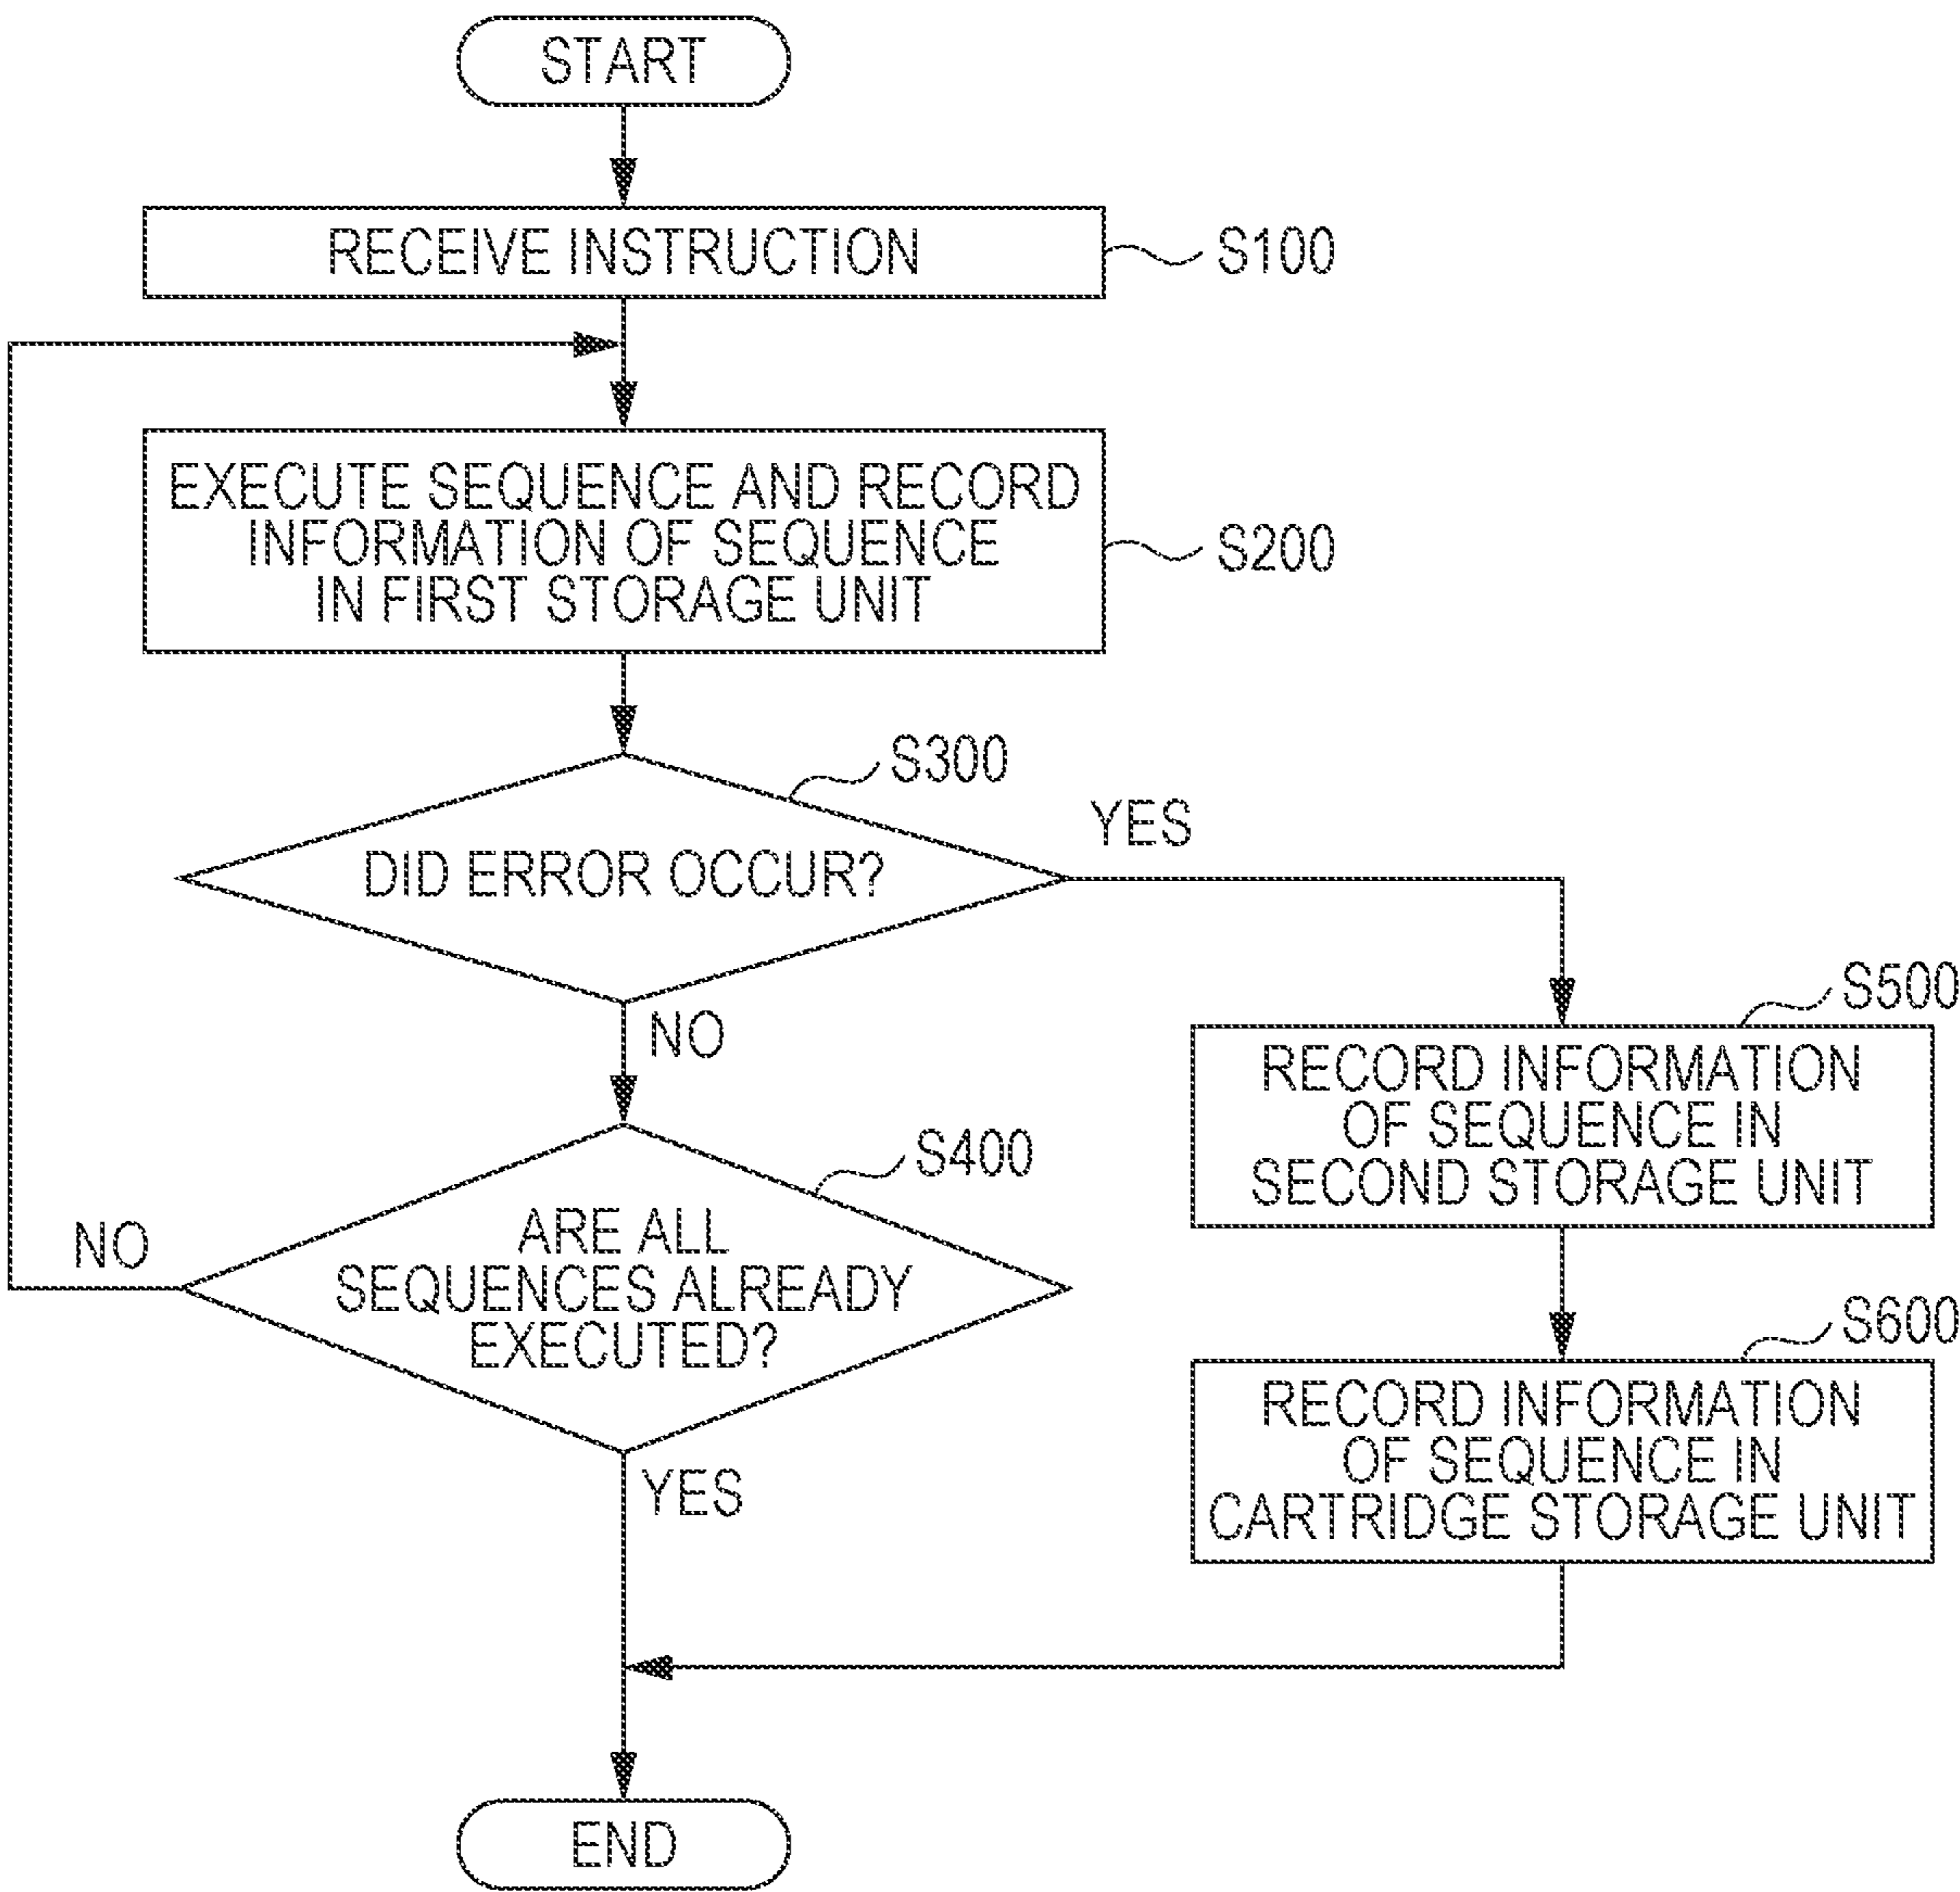 START
RECEIVE INSTRUCTION
S100
EXECUTE SEQUENCE AND RECORD
INFORMATION OF SEQUENCE
IN FIRST STORAGE UNIT
S200
S300
DID ERROR OCCUR?
YES
NO
S400
ARE ALL
SEQUENCES ALREADY
EXECUTED?
NO
YES
S500
RECORD INFORMATION
OF SEQUENCE IN
SECOND STORAGE UNIT
S600
RECORD INFORMATION
OF SEQUENCE IN
CARTRIDGE STORAGE UNIT
END